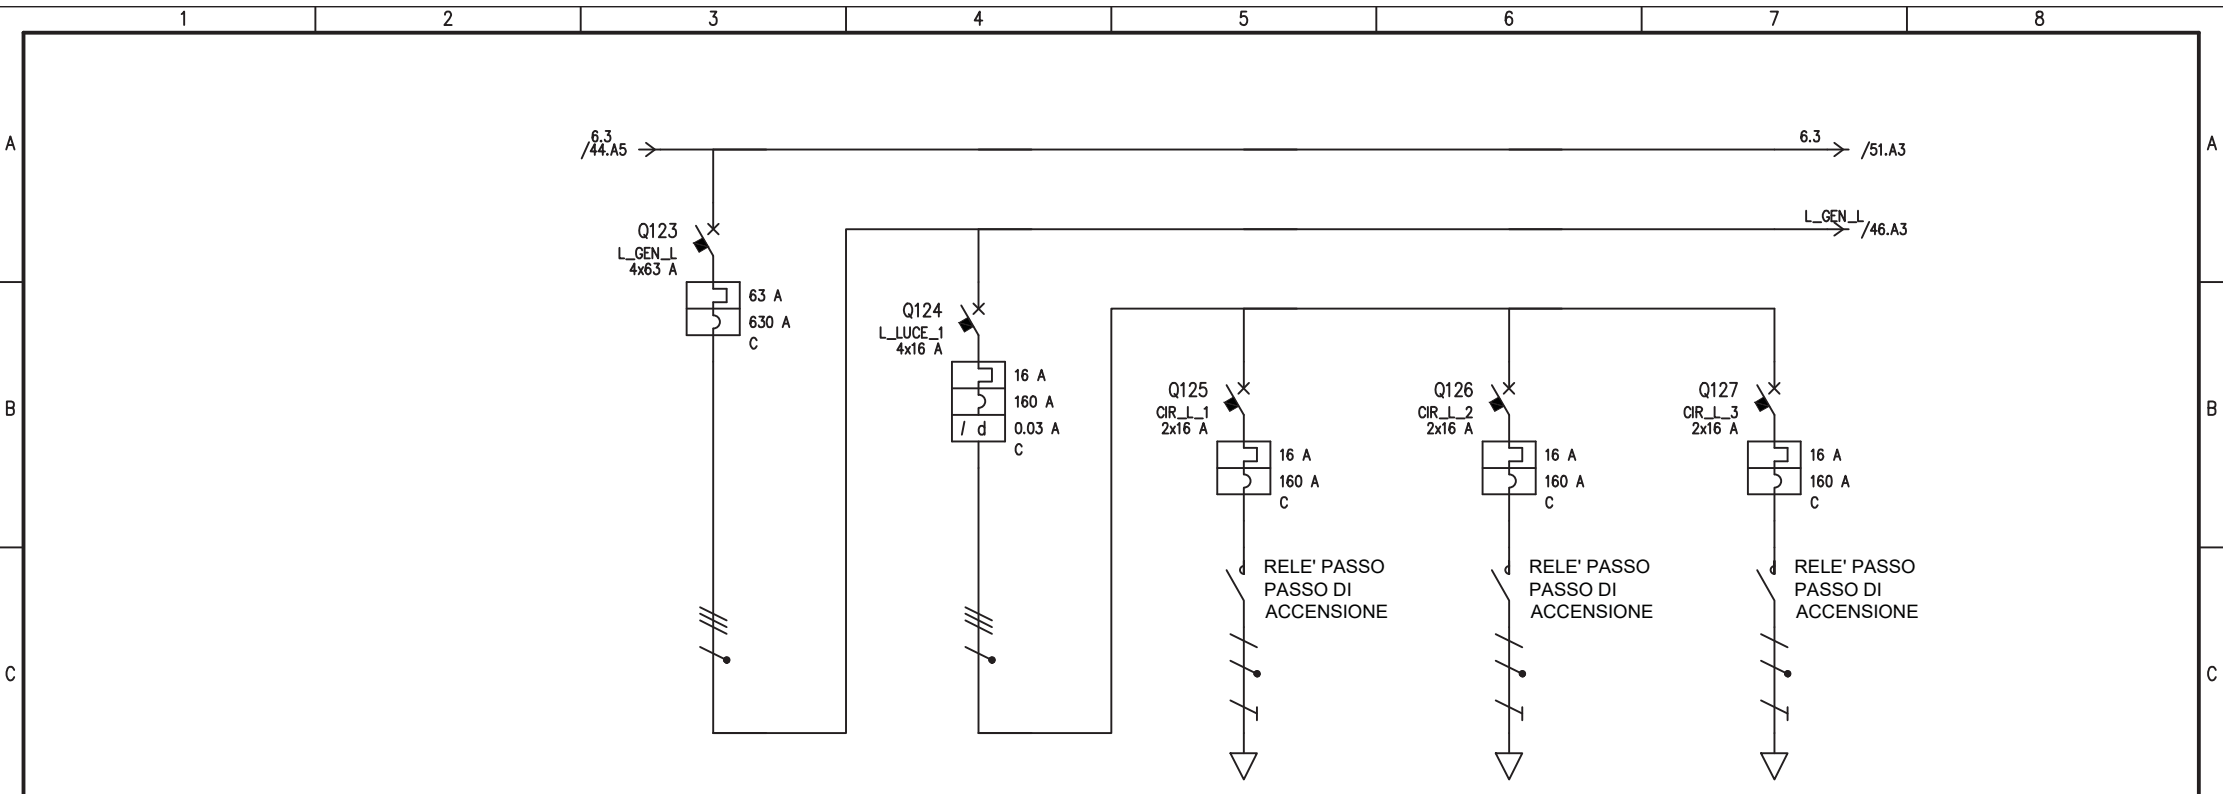 1 2 3 4 5 6 7 8
A A
6.3
/44.A5
6.3
/51.A3
L_GEN_L
/46.A3
Q123
L_GEN_L
4x63 A
63 A
630 A
C
Q124
L_LUCE_1
4x16 A
16 A
160 A
I d 0.03 A
C
B B
Q125
CIR_L_1
2x16 A
16 A
160 A
C
Q126
CIR_L_2
2x16 A
16 A
160 A
C
Q127
CIR_L_3
2x16 A
16 A
160 A
C
RELE' PASSO
PASSO DI
ACCENSIONE
RELE' PASSO
PASSO DI
ACCENSIONE
RELE' PASSO
PASSO DI
ACCENSIONE
C C